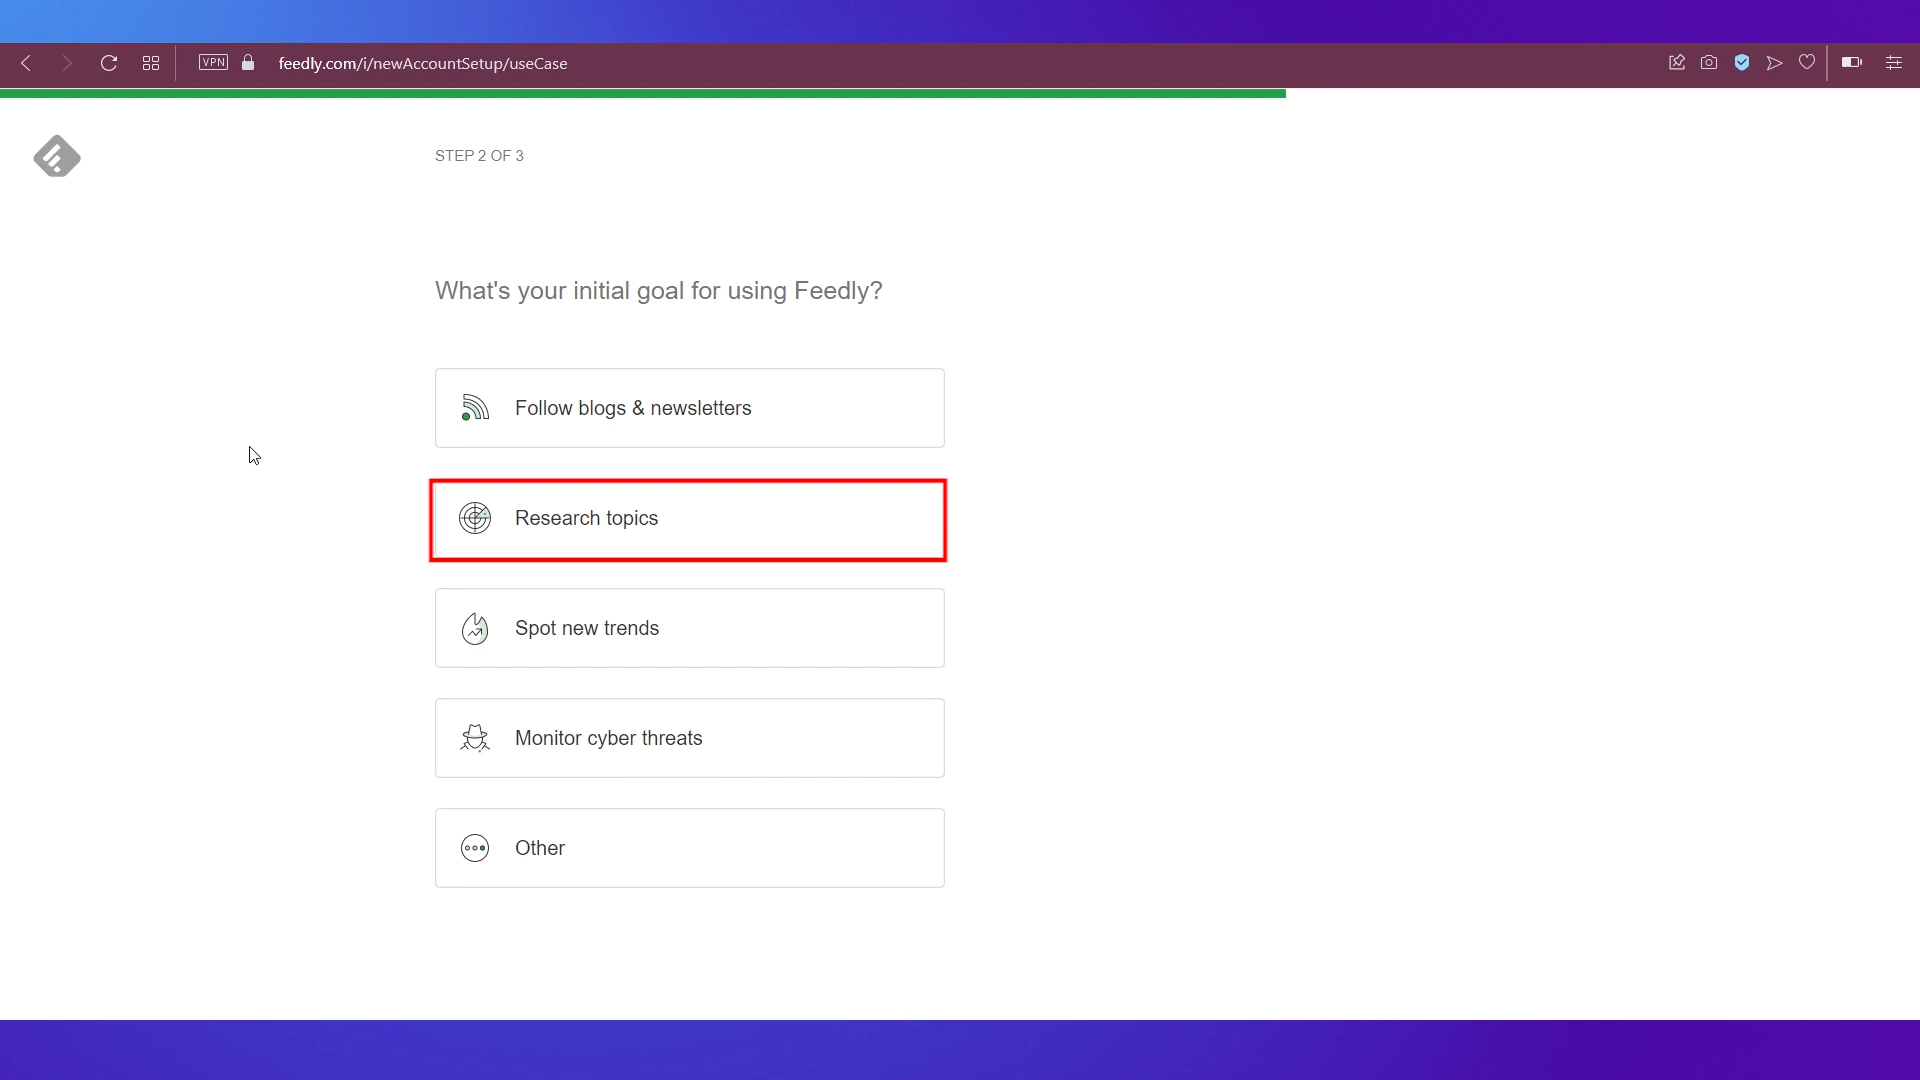 VPN
feedly.com/i/newAccountSetup/useCase
STEP 2 OF 3
What's your initial goal for using Feedly?
Follow blogs & newsletters
Research topics
Spot new trends
Monitor cyber threats
Other